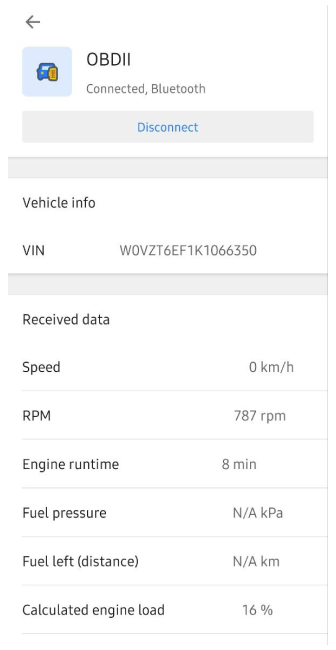 OBDII
Connected, Bluetooth
Disconnect
Vehicle info
VIN W0VZT6EF1K1066350
Received data
Speed 0 km/h
RPM 787 rpm
Engine runtime 8 min
Fuel pressure N/A kPa
Fuel left (distance) N/A km
Calculated engine load 16 %